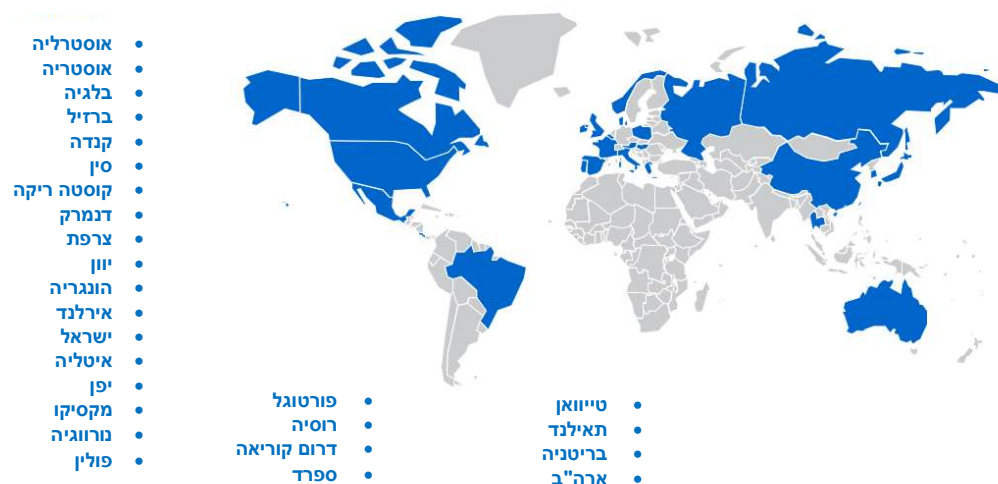 • אוסטרליה
• אוסטריה
• בלגיה
• ברזיל
• קנדה
• סין
• קוסטה ריקה
• דנמרק
• צרפת
• יוון
• הונגריה
• אירלנד
• ישראל
• איטליה
• יפן
• מקסיקו
• נורווגיה
• פולין
• פורטוגל
• רוסיה
• דרום קוריאה
• ספרד
• טייוואן
• תאילנד
• בריטניה
• ארה"ב